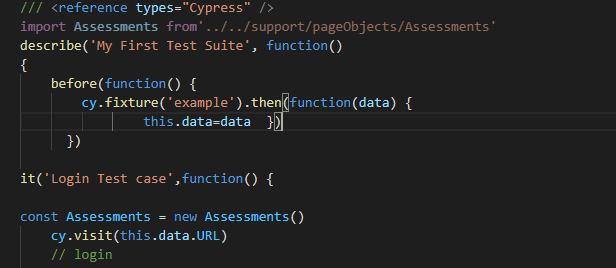 /// <reference types="Cypress" />
import Assessments from'../../support/pageObjects/Assessments'
describe('My First Test Suite', function()
{
before(function() {
cy.fixture('example').then(function(data) {
this.data=data  })
})
it('Login Test case',function() {
const Assessments = new Assessments()
cy.visit(this.data.URL)
// login